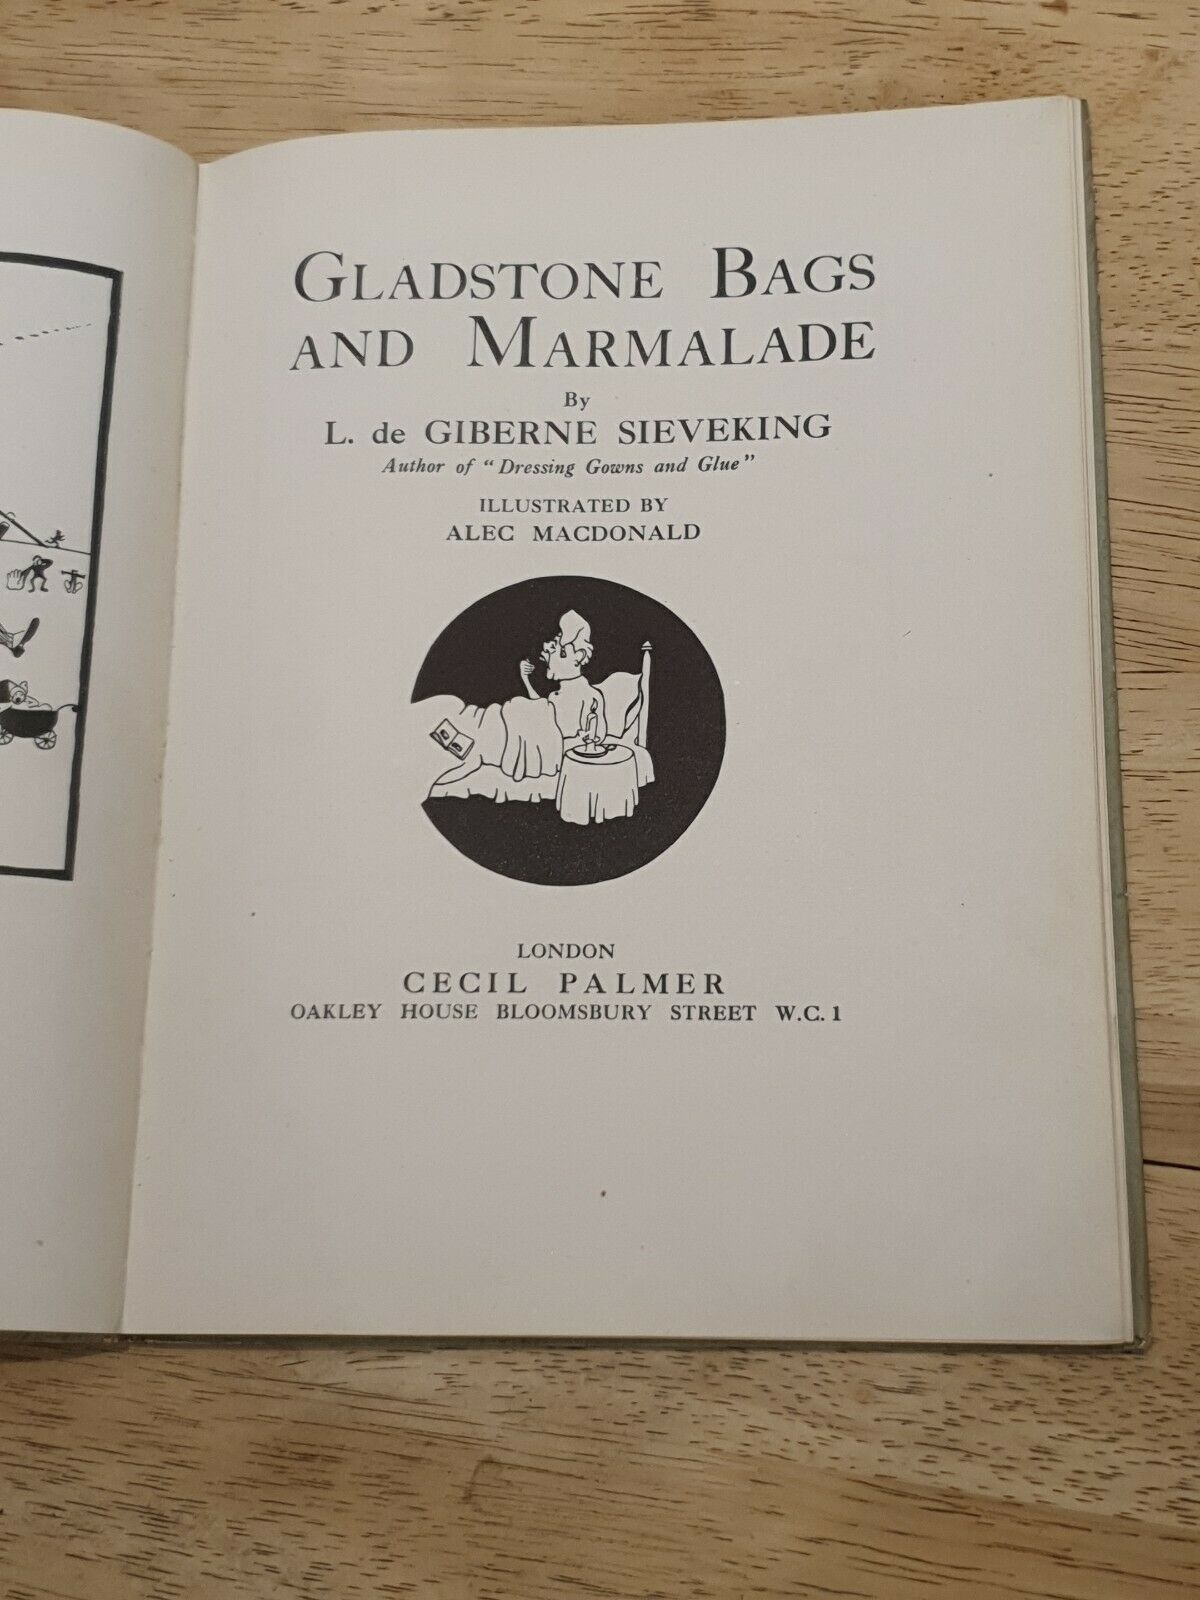 GLADSTONE BAGS
AND MARMALADE
By
L. de GIBERNE SIEVEKING
Author of "Dressing Gowns and Glue"
ILLUSTRATED BY
ALEC MACDONALD
LONDON
CECIL PALMER
OAKLEY HOUSE BLOOMSBURY STREET W.C.1